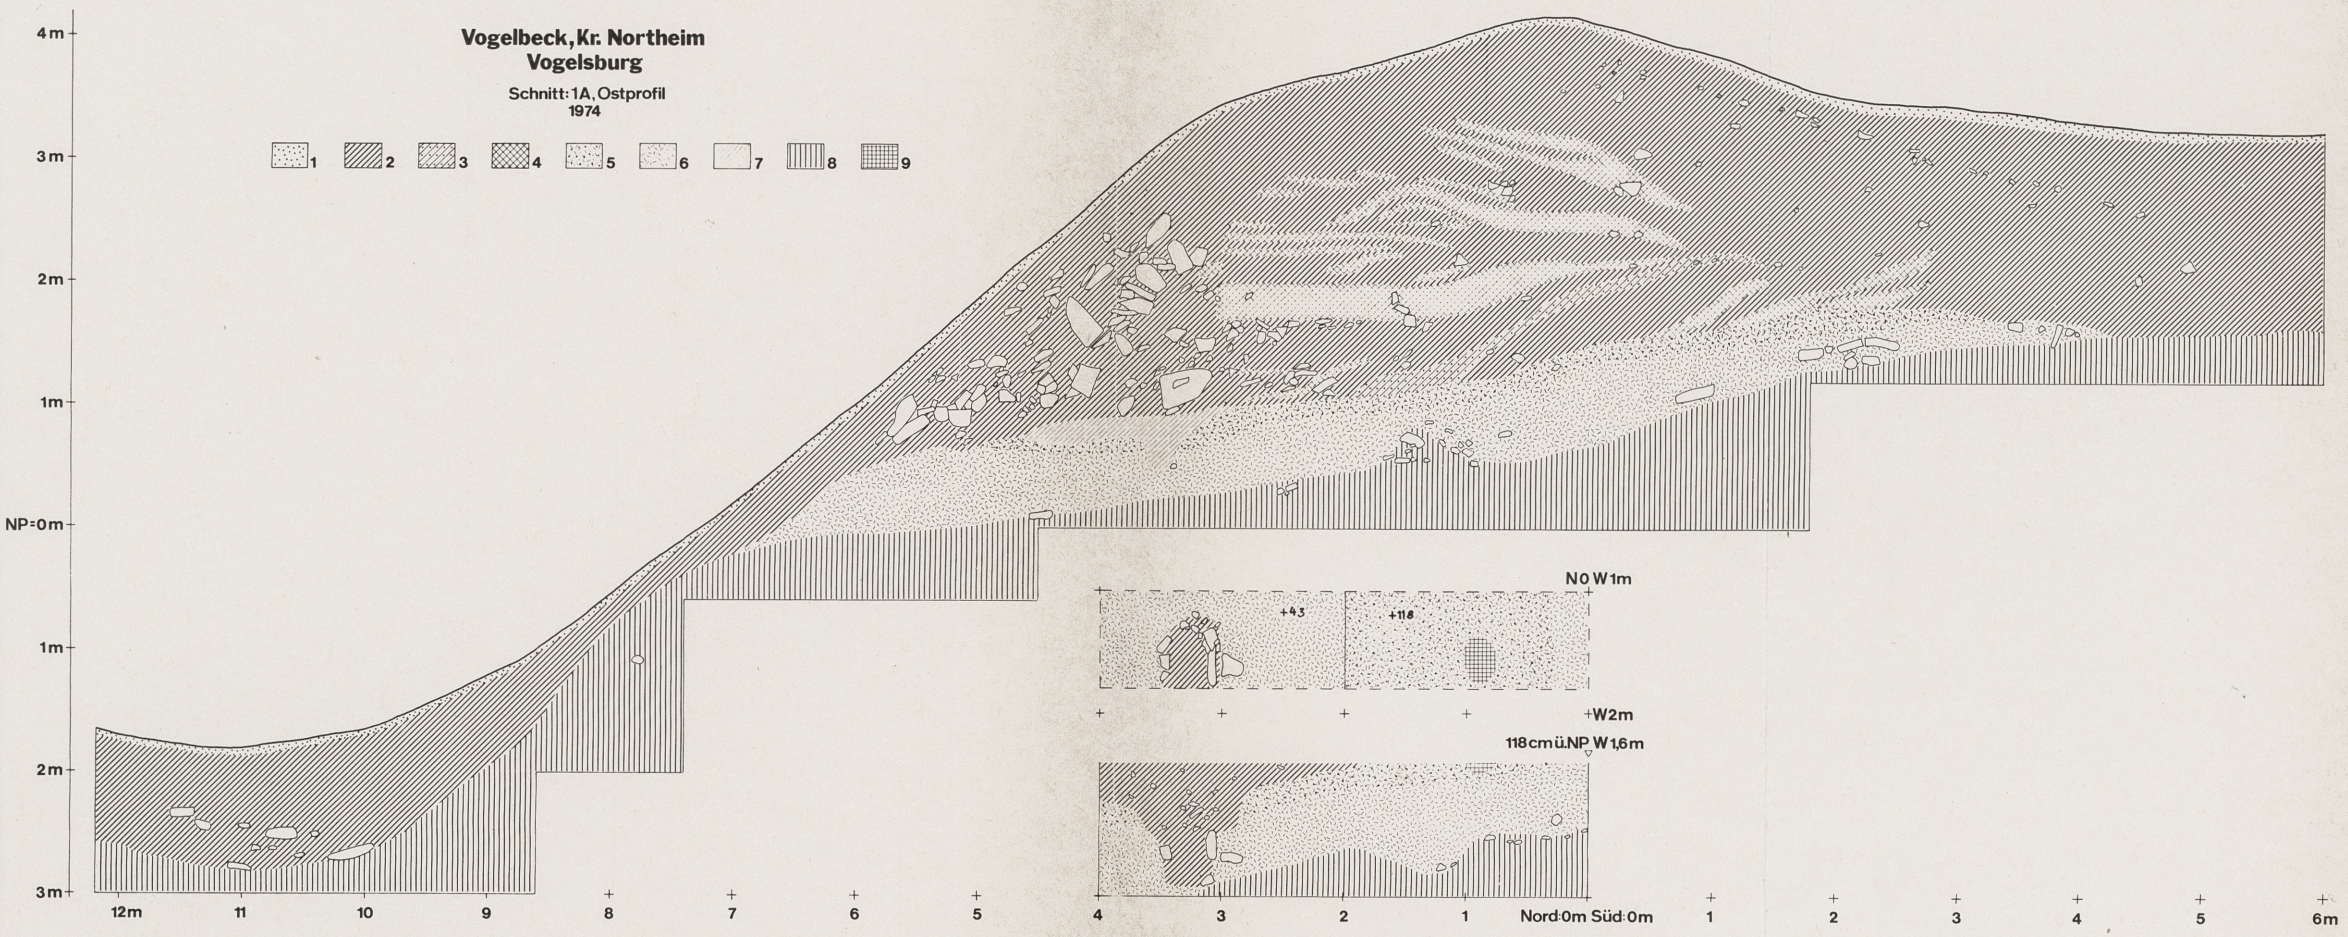 Vogelbeck, Kr. Northeim
Vogelsburg
Schnitt: 1A, Ostprofil
1974
1 2 3 4 5 6 7 8 9
4m
3m
2m
1m
NP=0m
1m
2m
3m
N0 W1m
+43 +118
W2m
118cm ü.NP W1,6m
12m 11 10 9 8 7 6 5 4 3 2 1 Nord:0m Süd:0m 1 2 3 4 5 6m